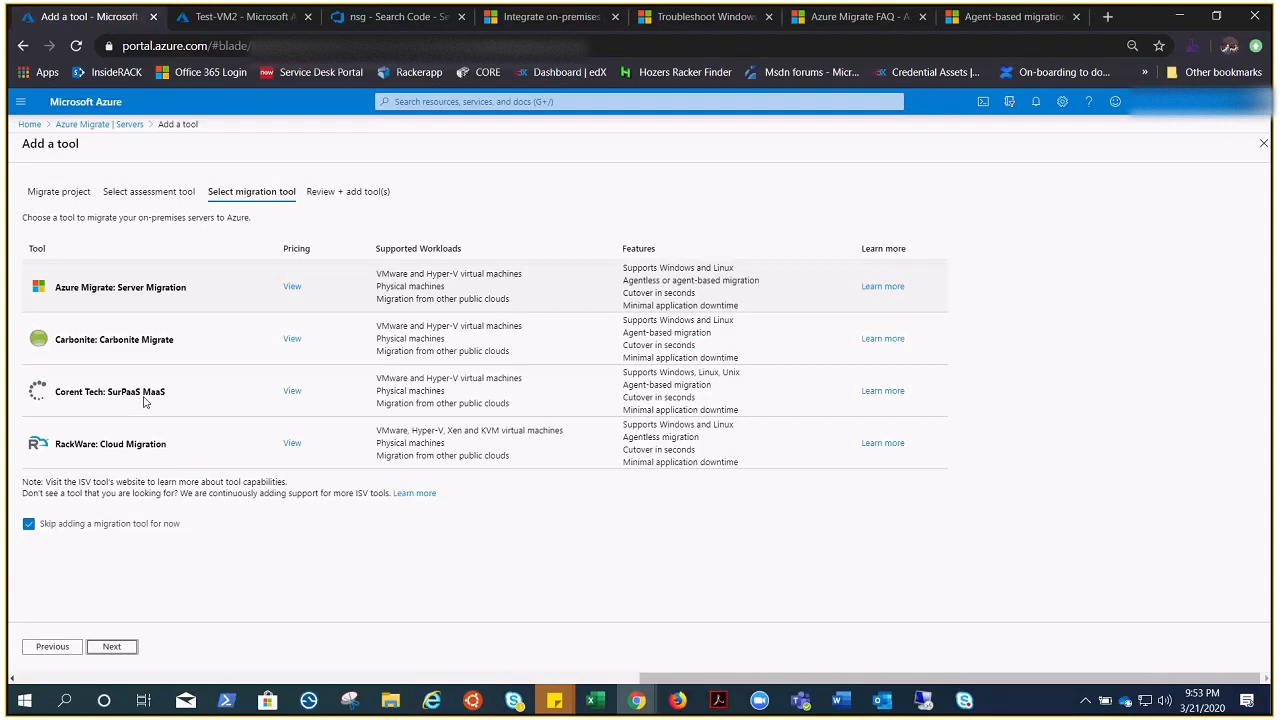 Add a tool - Microsoft
Test-VM2 - Microsoft A
nsg - Search Code - Se
Integrate on-premises
Troubleshoot Windows
Azure Migrate FAQ - A
Agent-based migration
portal.azure.com/#blade/
Apps
InsideRACK
Office 365 Login
Service Desk Portal
Rackerapp
CORE
Dashboard | edX
Hozers Racker Finder
Msdn forums - Micr...
Credential Assets |...
On-boarding to do...
»
Other bookmarks
Microsoft Azure
Search resources, services, and docs (G+/)
Home > Azure Migrate | Servers > Add a tool
Add a tool
Migrate project
Select assessment tool
Select migration tool
Review + add tool(s)
Choose a tool to migrate your on-premises servers to Azure.
Tool
Pricing
Supported Workloads
Features
Learn more
Azure Migrate: Server Migration
View
VMware and Hyper-V virtual machines
Physical machines
Migration from other public clouds
Supports Windows and Linux
Agentless or agent-based migration
Cutover in seconds
Minimal application downtime
Learn more
Carbonite: Carbonite Migrate
View
VMware and Hyper-V virtual machines
Physical machines
Migration from other public clouds
Supports Windows and Linux
Agent-based migration
Cutover in seconds
Minimal application downtime
Learn more
Corent Tech: SurPaaS MaaS
View
VMware and Hyper-V virtual machines
Physical machines
Migration from other public clouds
Supports Windows, Linux, Unix
Agent-based migration
Cutover in seconds
Minimal application downtime
Learn more
RackWare: Cloud Migration
View
VMware, Hyper-V, Xen and KVM virtual machines
Physical machines
Migration from other public clouds
Supports Windows and Linux
Agentless migration
Cutover in seconds
Minimal application downtime
Learn more
Note: Visit the ISV tool's website to learn more about tool capabilities.
Don't see a tool that you are looking for? We are continuously adding support for more ISV tools. Learn more
Skip adding a migration tool for now
Previous
Next
9:53 PM
3/21/2020